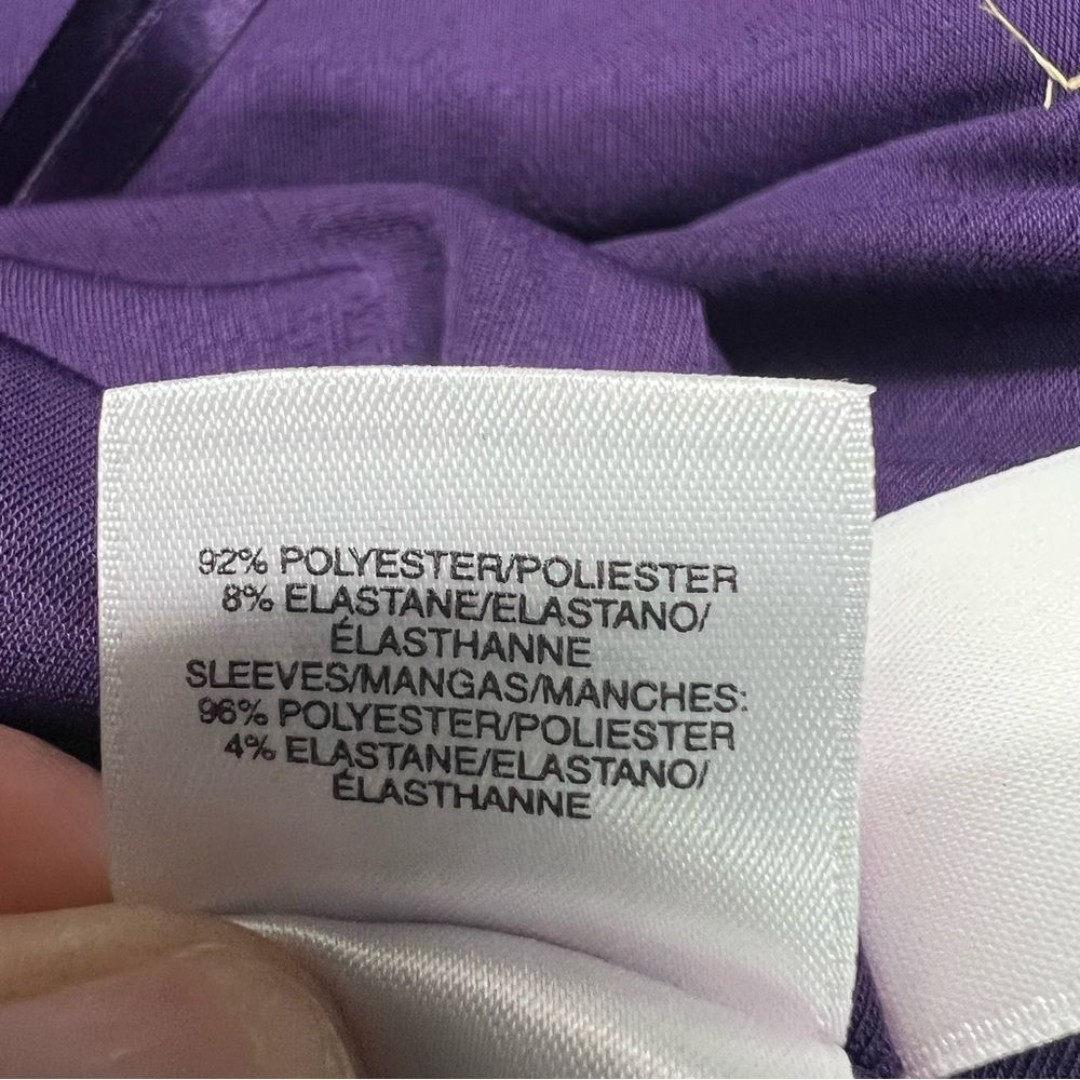 92% POLYESTER/POLIESTER
8% ELASTANE/ELASTANO/
ÉLASTHANNE
SLEEVES/MANGAS/MANCHES:
96% POLYESTER/POLIESTER
4% ELASTANE/ELASTANO/
ÉLASTHANNE